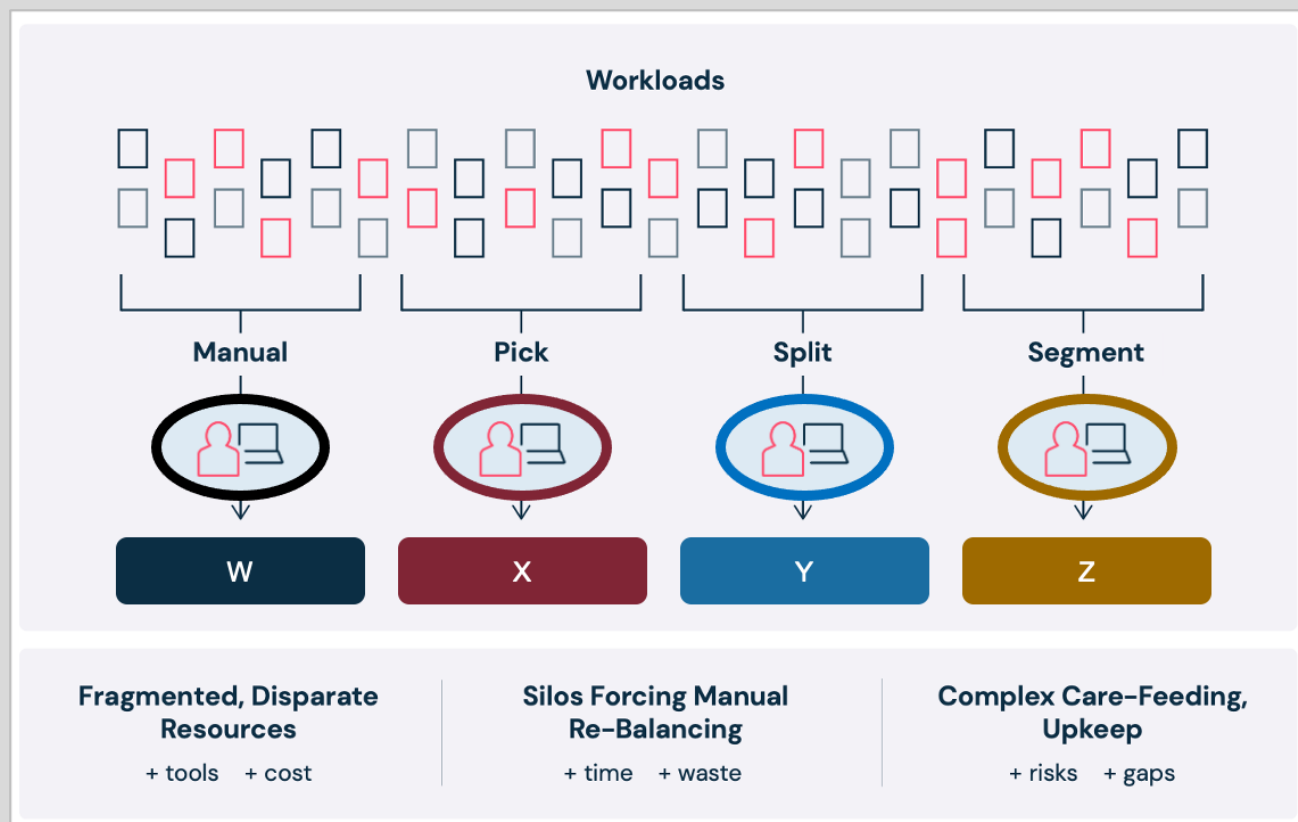 Workloads
Manual
Pick
Split
Segment
W
X
Y
Z
Fragmented, Disparate
Resources
+ tools + cost
Silos Forcing Manual
Re-Balancing
+ time + waste
Complex Care-Feeding,
Upkeep
+ risks + gaps